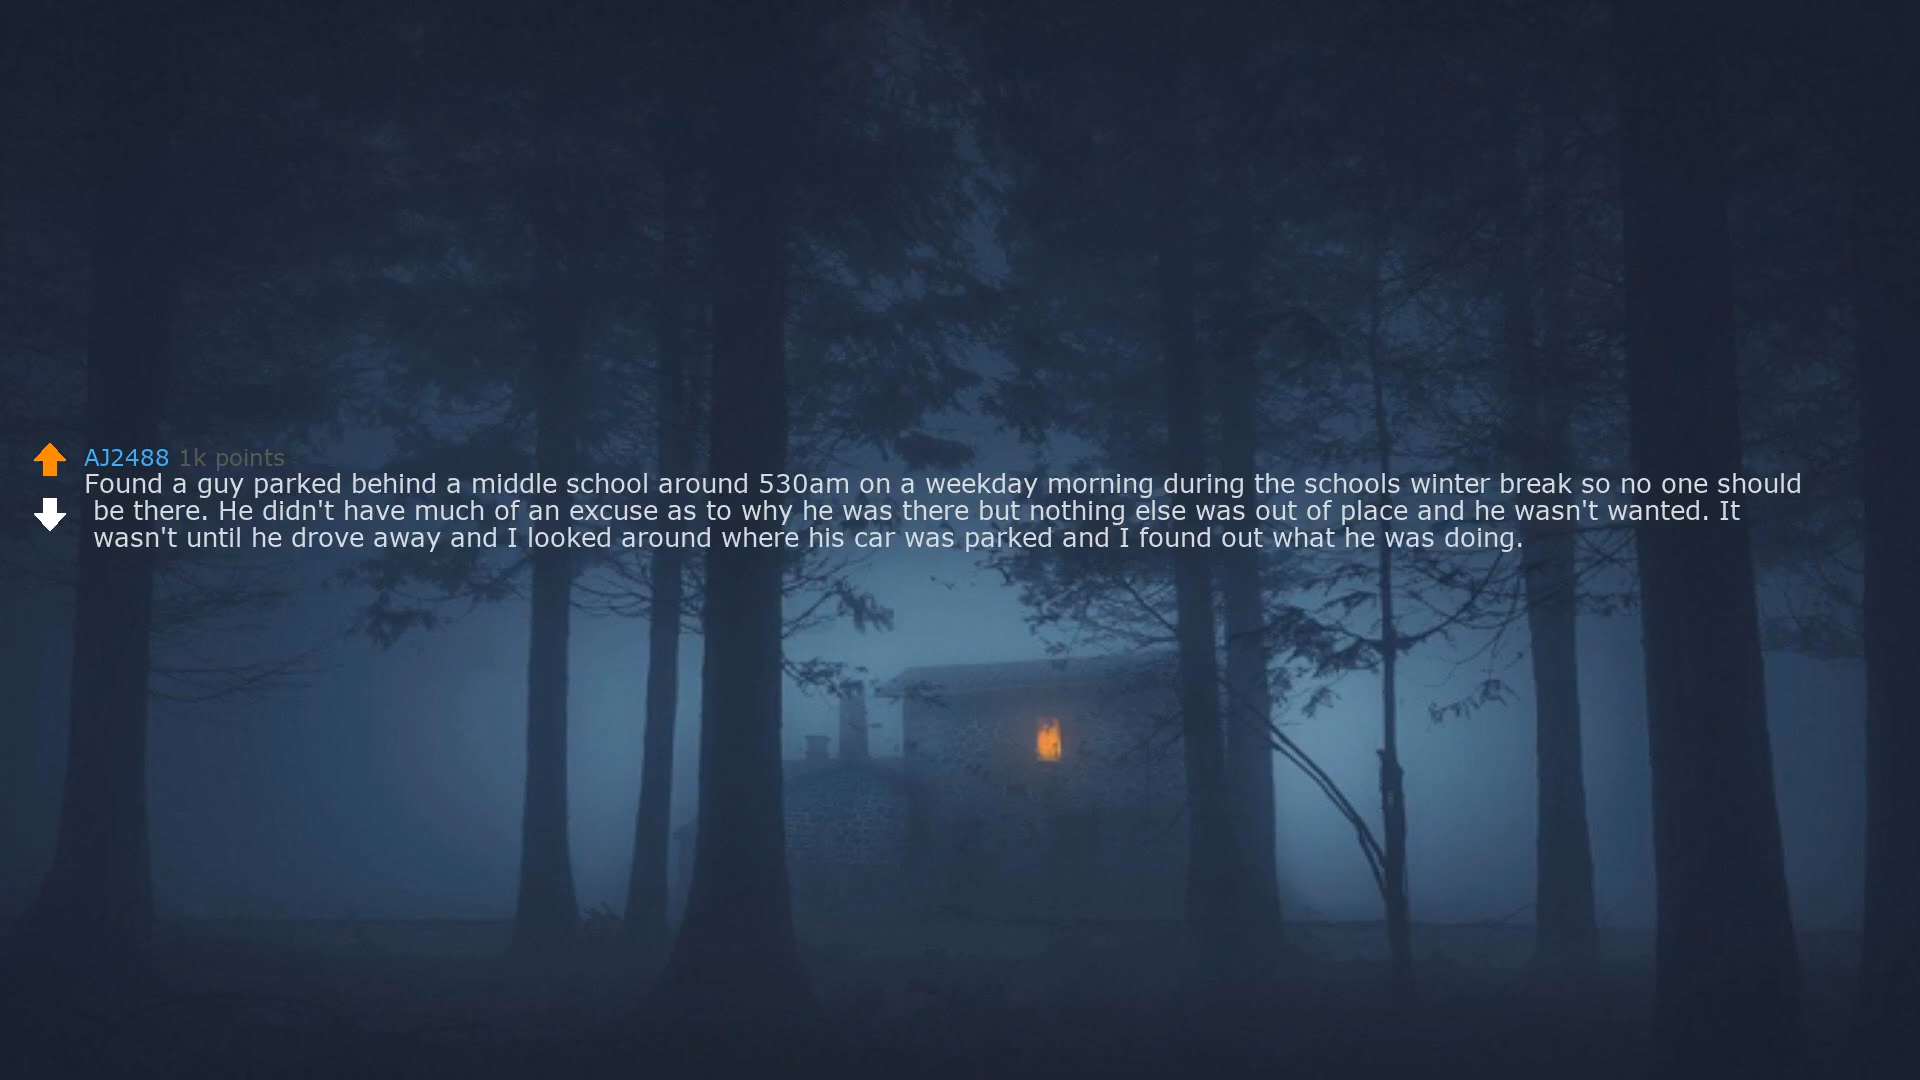 AJ2488 1k points
Found a guy parked behind a middle school around 530am on a weekday morning during the schools winter break so no one should
be there. He didn't have much of an excuse as to why he was there but nothing else was out of place and he wasn't wanted. It
wasn't until he drove away and I looked around where his car was parked and I found out what he was doing.